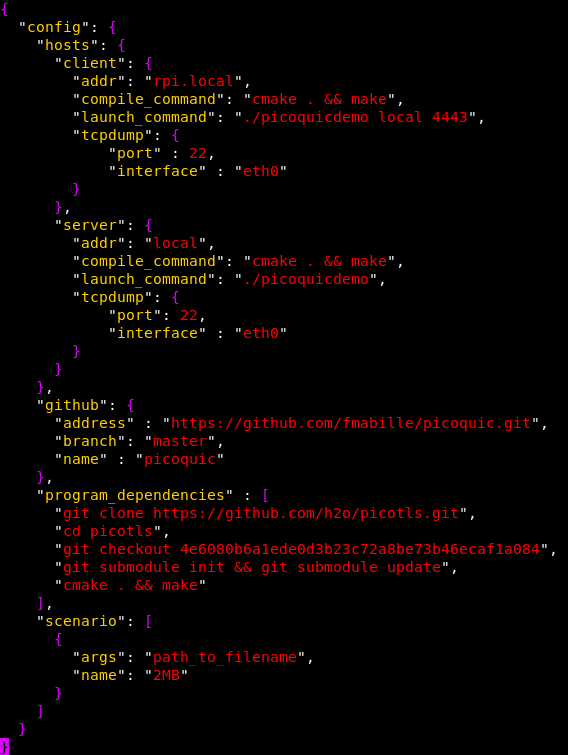 {
  "config": {
    "hosts": {
      "client": {
        "addr": "rpi.local",
        "compile_command": "cmake . && make",
        "launch_command": "./picoquicdemo local 4443",
        "tcpdump": {
            "port" : 22,
            "interface" : "eth0"
        }
      },
      "server": {
        "addr": "local",
        "compile_command": "cmake . && make",
        "launch_command": "./picoquicdemo",
        "tcpdump": {
            "port": 22,
            "interface" : "eth0"
        }
      }
    },
    "github": {
      "address" : "https://github.com/fmabille/picoquic.git",
      "branch": "master",
      "name" : "picoquic"
    },
    "program_dependencies" : [
      "git clone https://github.com/h2o/picotls.git",
      "cd picotls",
      "git checkout 4e6080b6a1ede0d3b23c72a8be73b46ecaf1a084",
      "git submodule init && git submodule update",
      "cmake . && make"
    ],
    "scenario": [
      {
        "args": "path_to_filename",
        "name": "2MB"
      }
    ]
  }
}